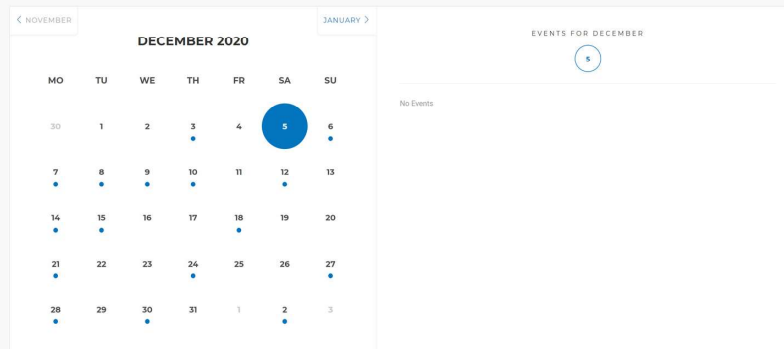 NOVEMBER
JANUARY
DECEMBER 2020
MO TU WE TH FR SA SU
30 1 2 3 4 5 6
7 8 9 10 11 12 13
14 15 16 17 18 19 20
21 22 23 24 25 26 27
28 29 30 31 1 2 3
EVENTS FOR DECEMBER
5
No Events